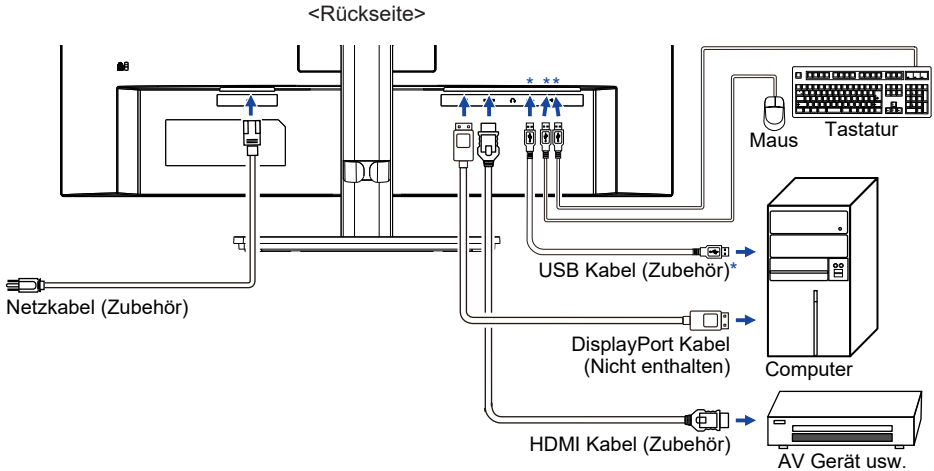 <Rückseite>
* **
Maus
Tastatur
USB Kabel (Zubehör)*
Netzkabel (Zubehör)
DisplayPort Kabel
(Nicht enthalten)
Computer
HDMI Kabel (Zubehör)
AV Gerät usw.